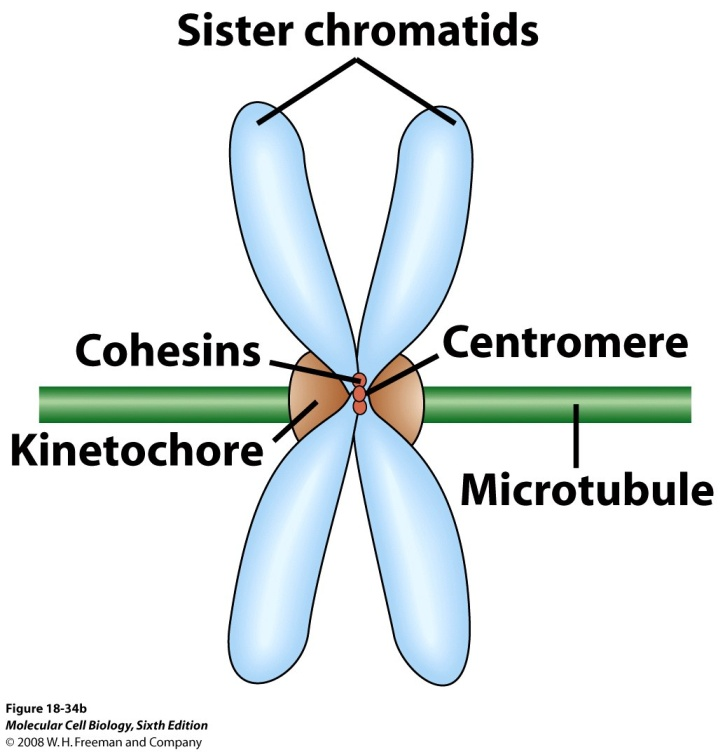 Sister chromatids
Cohesins
Centromere
Kinetochore
Microtubule
Figure 18-34b
Molecular Cell Biology, Sixth Edition
© 2008 W. H. Freeman and Company